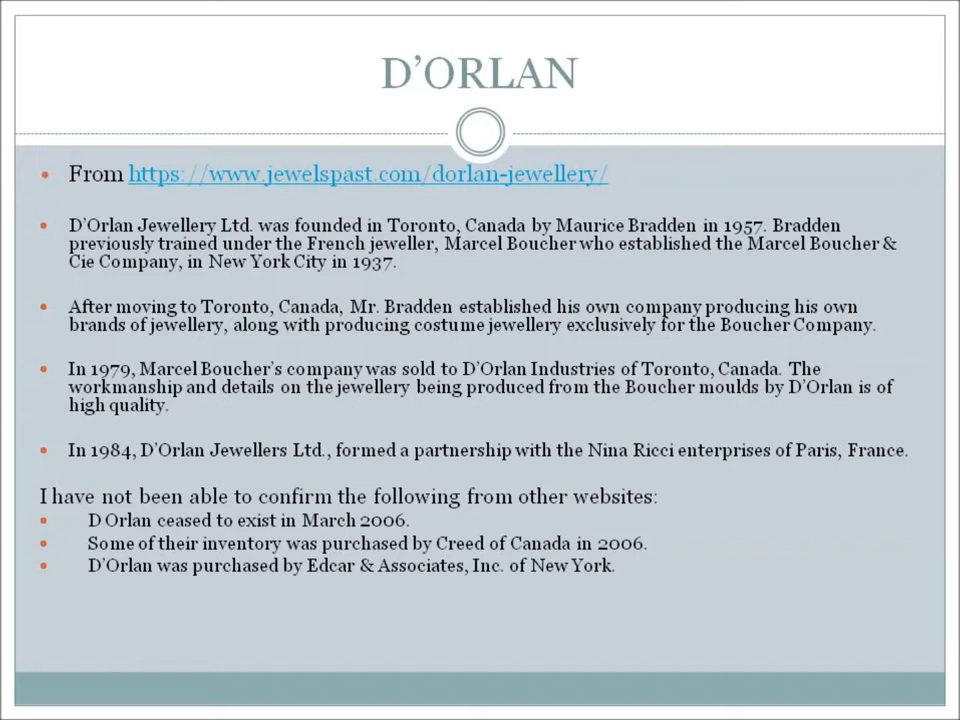 D’ORLAN
• From https://www.jewelspast.com/dorlan-jewellery/
• D’Orlan Jewellery Ltd. was founded in Toronto, Canada by Maurice Bradden in 1957. Bradden
previously trained under the French jeweller, Marcel Boucher who established the Marcel Boucher &
Cie Company, in New York City in 1937.
• After moving to Toronto, Canada, Mr. Bradden established his own company producing his own
brands of jewellery, along with producing costume jewellery exclusively for the Boucher Company.
• In 1979, Marcel Boucher’s company was sold to D’Orlan Industries of Toronto, Canada. The
workmanship and details on the jewellery being produced from the Boucher moulds by D’Orlan is of
high quality.
• In 1984, D’Orlan Jewellers Ltd., formed a partnership with the Nina Ricci enterprises of Paris, France.
I have not been able to confirm the following from other websites:
• D Orlan ceased to exist in March 2006.
• Some of their inventory was purchased by Creed of Canada in 2006.
• D’Orlan was purchased by Edcar & Associates, Inc. of New York.